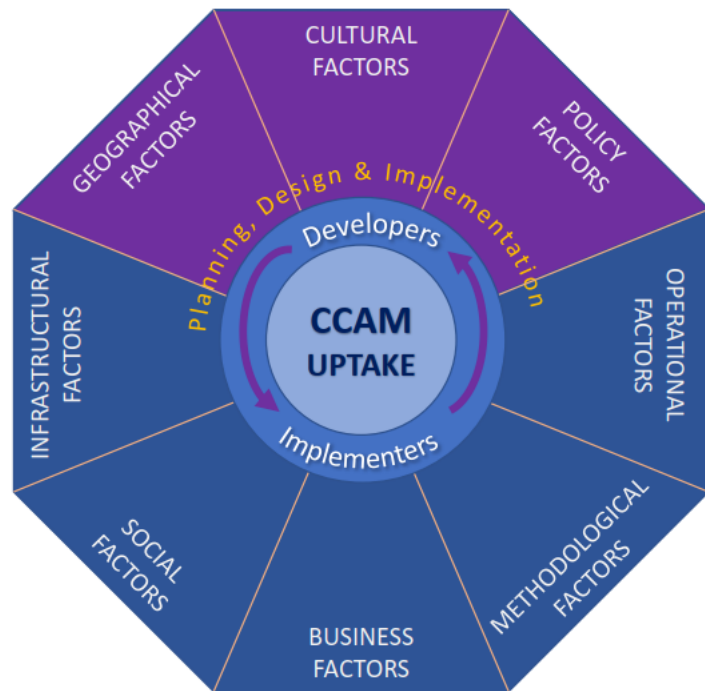 CULTURAL
FACTORS
GEOGRAPHICAL
FACTORS
POLICY
FACTORS
Planning, Design & Implementation
Developers
INFRASTRUCTURAL
FACTORS
CCAM
UPTAKE
OPERATIONAL
FACTORS
Implementers
SOCIAL
FACTORS
METHODOLOGICAL
FACTORS
BUSINESS
FACTORS